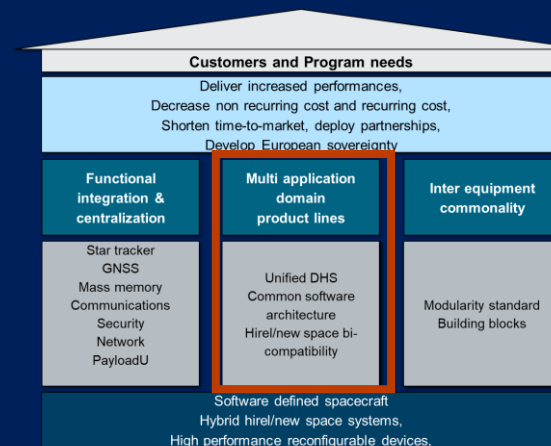 Customers and Program needs
Deliver increased performances,
Decrease non recurring cost and recurring cost,
Shorten time-to-market, deploy partnerships,
Develop European sovereignty
Functional
integration &
centralization
Multi application
domain
product lines
Inter equipment
commonality
Star tracker
GNSS
Mass memory
Communications
Security
Network
PayloadU
Unified DHS
Common software
architecture
Hirel/new space bi-
compatibility
Modularity standard
Building blocks
Software defined spacecraft
Hybrid hirel/new space systems,
High performance reconfigurable devices,